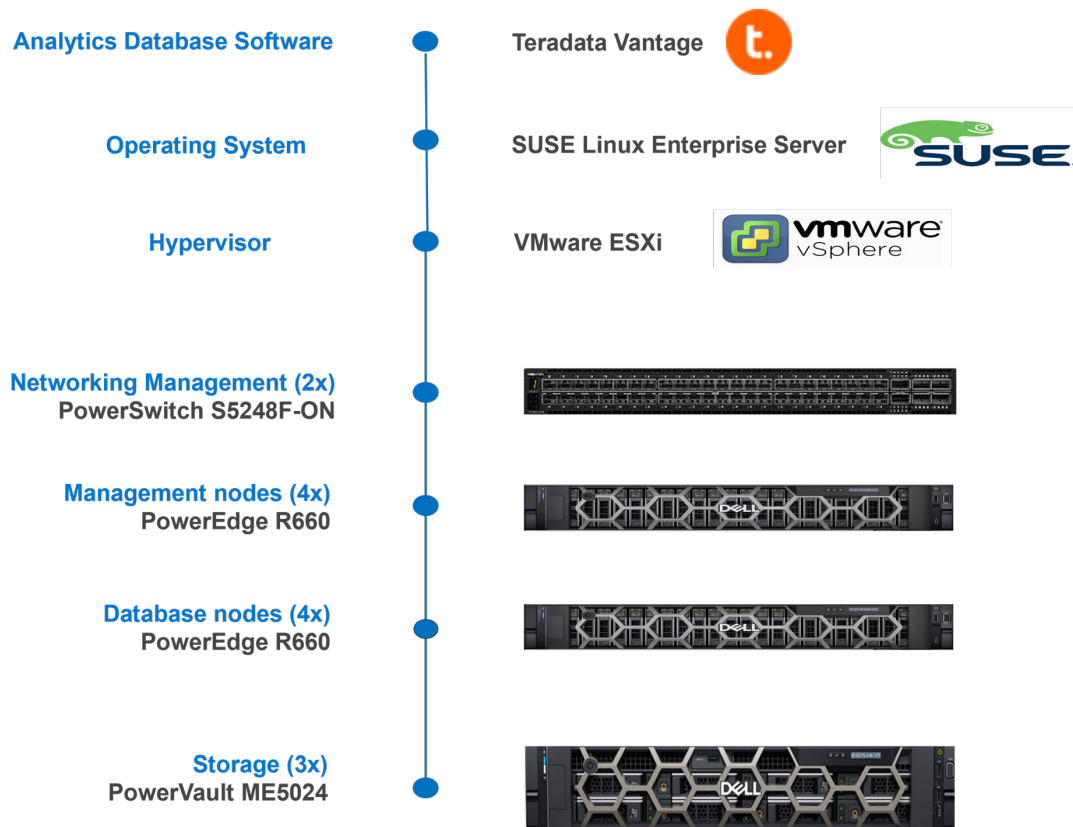 Analytics Database Software
Teradata Vantage
t.
Operating System
SUSE Linux Enterprise Server
SUSE
Hypervisor
VMware ESXi
vmware
vSphere
Networking Management (2x)
PowerSwitch S5248F-ON
Management nodes (4x)
PowerEdge R660
DELL
Database nodes (4x)
PowerEdge R660
DELL
Storage (3x)
PowerVault ME5024
DELL